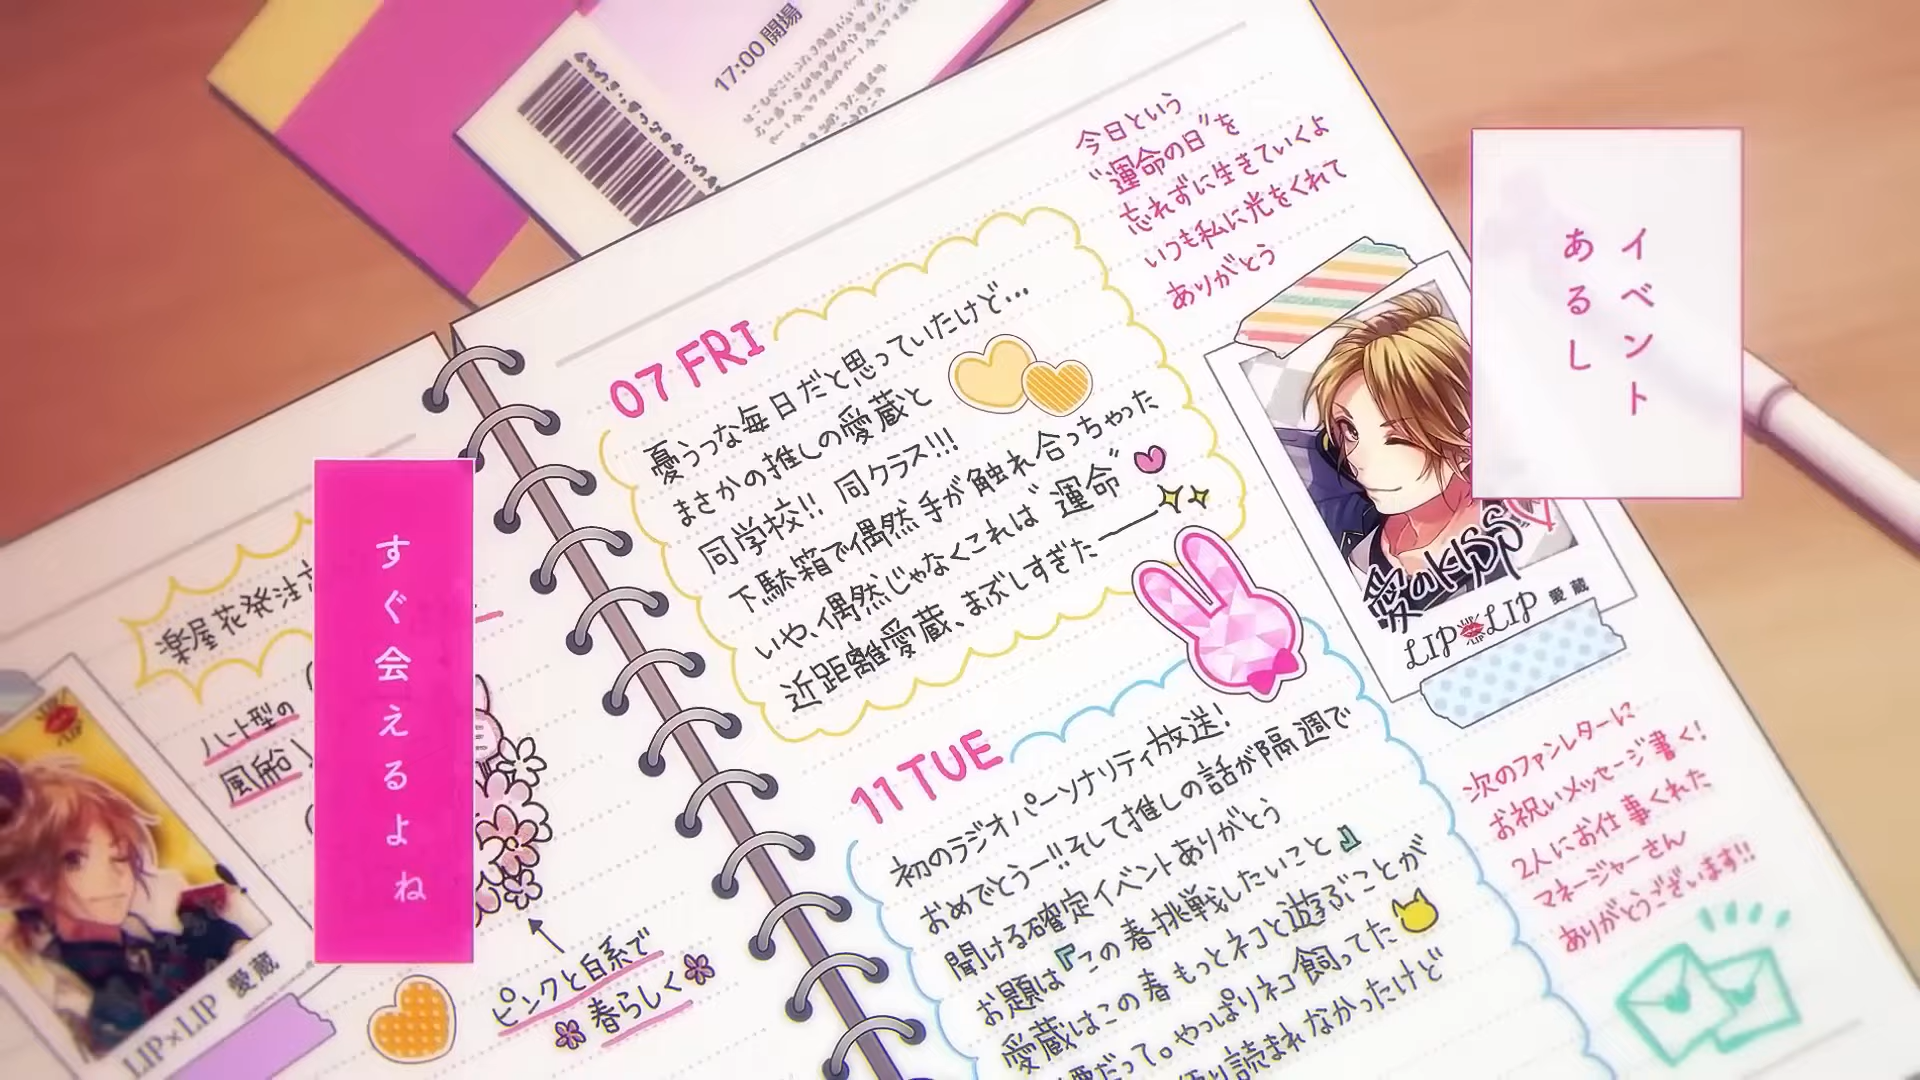 17:00 開場
今日という
"運命の日"を
忘れずに生きていくよ
いつも私に光をくれて
ありがとう
イベント
あるし
07 FRI
憂うつな毎日だと思っていたけど…
まさかの推しの愛蔵と
同学校!! 同クラス!!!
下駄箱で偶然手が触れ合っちゃった
いや、偶然じゃなくこれは"運命"
近距離愛蔵、まぶしすぎたーー
愛のKISS
LIP×LIP 愛蔵
すぐ会えるよね
楽屋花発注
ハート型の
風船
ピンクと白系で
春らしく
LIP×LIP 愛蔵
11 TUE
初のラジオパーソナリティ放送!
おめでとうー!!そして推しの話が隔週で
聞ける確定イベントありがとう
お題は『この春挑戦したいこと』
愛蔵はこの春もっとネコと遊ぶことが
だって。やっぱりネコ飼ってた
読まれなかったけど
次のファンレターに
お祝いメッセージ書く!
2人にお仕事くれた
マネージャーさん
ありがとうございます!!